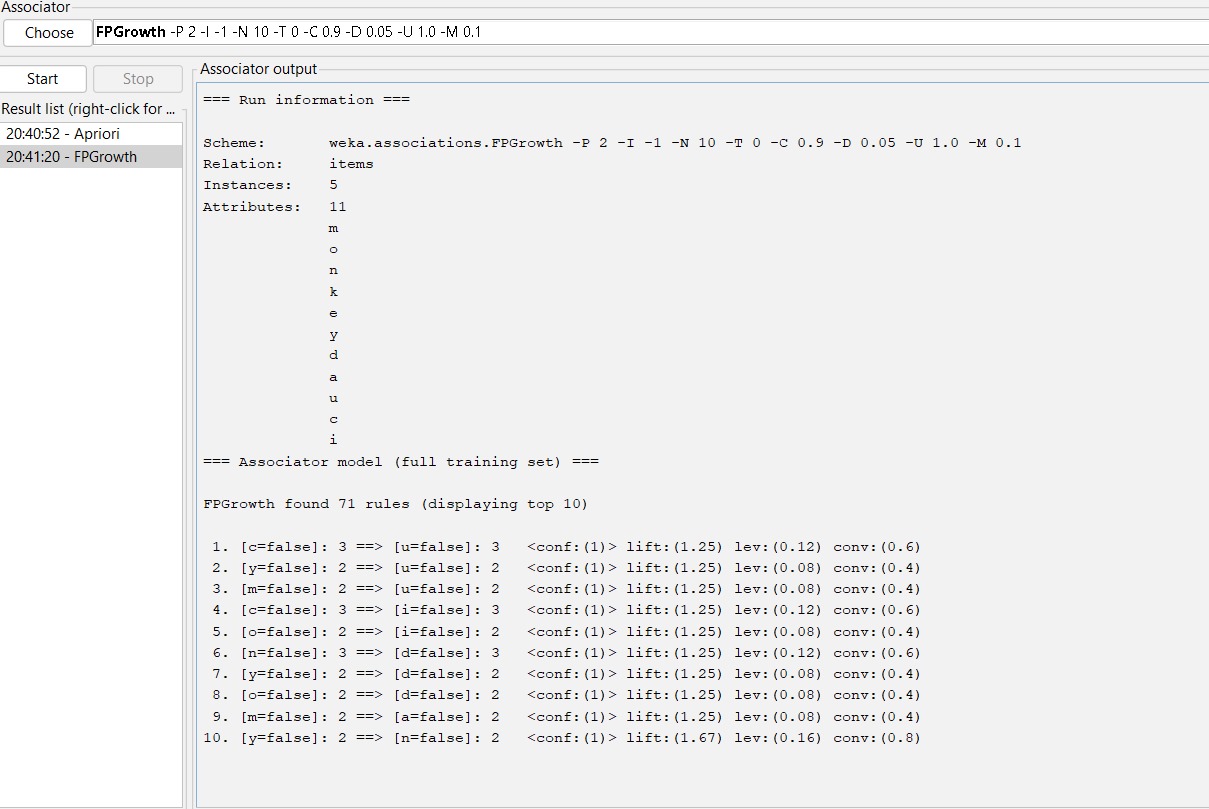 Associator
Choose FPGrowth -P 2 -I -1 -N 10 -T 0 -C 0.9 -D 0.05 -U 1.0 -M 0.1
Start Stop
Result list (right-click for ...
20:40:52 - Apriori
20:41:20 - FPGrowth
Associator output
=== Run information ===
Scheme: weka.associations.FPGrowth -P 2 -I -1 -N 10 -T 0 -C 0.9 -D 0.05 -U 1.0 -M 0.1
Relation: items
Instances: 5
Attributes: 11
m
o
n
k
e
y
d
a
u
c
i
=== Associator model (full training set) ===
FPGrowth found 71 rules (displaying top 10)
1. [c=false]: 3 ==> [u=false]: 3 <conf:(1)> lift:(1.25) lev:(0.12) conv:(0.6)
2. [y=false]: 2 ==> [u=false]: 2 <conf:(1)> lift:(1.25) lev:(0.08) conv:(0.4)
3. [m=false]: 2 ==> [u=false]: 2 <conf:(1)> lift:(1.25) lev:(0.08) conv:(0.4)
4. [c=false]: 3 ==> [i=false]: 3 <conf:(1)> lift:(1.25) lev:(0.12) conv:(0.6)
5. [o=false]: 2 ==> [i=false]: 2 <conf:(1)> lift:(1.25) lev:(0.08) conv:(0.4)
6. [n=false]: 3 ==> [d=false]: 3 <conf:(1)> lift:(1.25) lev:(0.12) conv:(0.6)
7. [y=false]: 2 ==> [d=false]: 2 <conf:(1)> lift:(1.25) lev:(0.08) conv:(0.4)
8. [o=false]: 2 ==> [d=false]: 2 <conf:(1)> lift:(1.25) lev:(0.08) conv:(0.4)
9. [m=false]: 2 ==> [a=false]: 2 <conf:(1)> lift:(1.25) lev:(0.08) conv:(0.4)
10. [y=false]: 2 ==> [n=false]: 2 <conf:(1)> lift:(1.67) lev:(0.16) conv:(0.8)